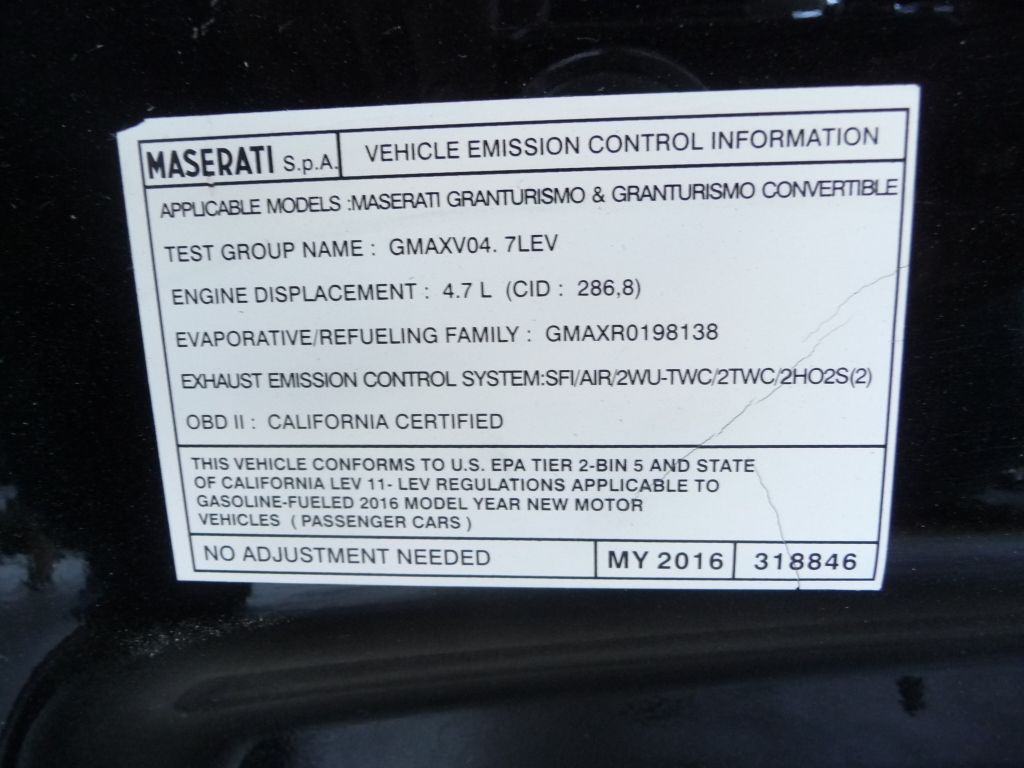 MASERATI S.p.A. VEHICLE EMISSION CONTROL INFORMATION
APPLICABLE MODELS :MASERATI GRANTURISMO & GRANTURISMO CONVERTIBLE
TEST GROUP NAME : GMAXV04. 7LEV
ENGINE DISPLACEMENT : 4.7 L (CID : 286,8)
EVAPORATIVE/REFUELING FAMILY : GMAXR0198138
EXHAUST EMISSION CONTROL SYSTEM:SFI/AIR/2WU-TWC/2TWC/2HO2S(2)
OBD II : CALIFORNIA CERTIFIED
THIS VEHICLE CONFORMS TO U.S. EPA TIER 2-BIN 5 AND STATE
OF CALIFORNIA LEV 11- LEV REGULATIONS APPLICABLE TO
GASOLINE-FUELED 2016 MODEL YEAR NEW MOTOR
VEHICLES ( PASSENGER CARS )
NO ADJUSTMENT NEEDED MY 2016 318846